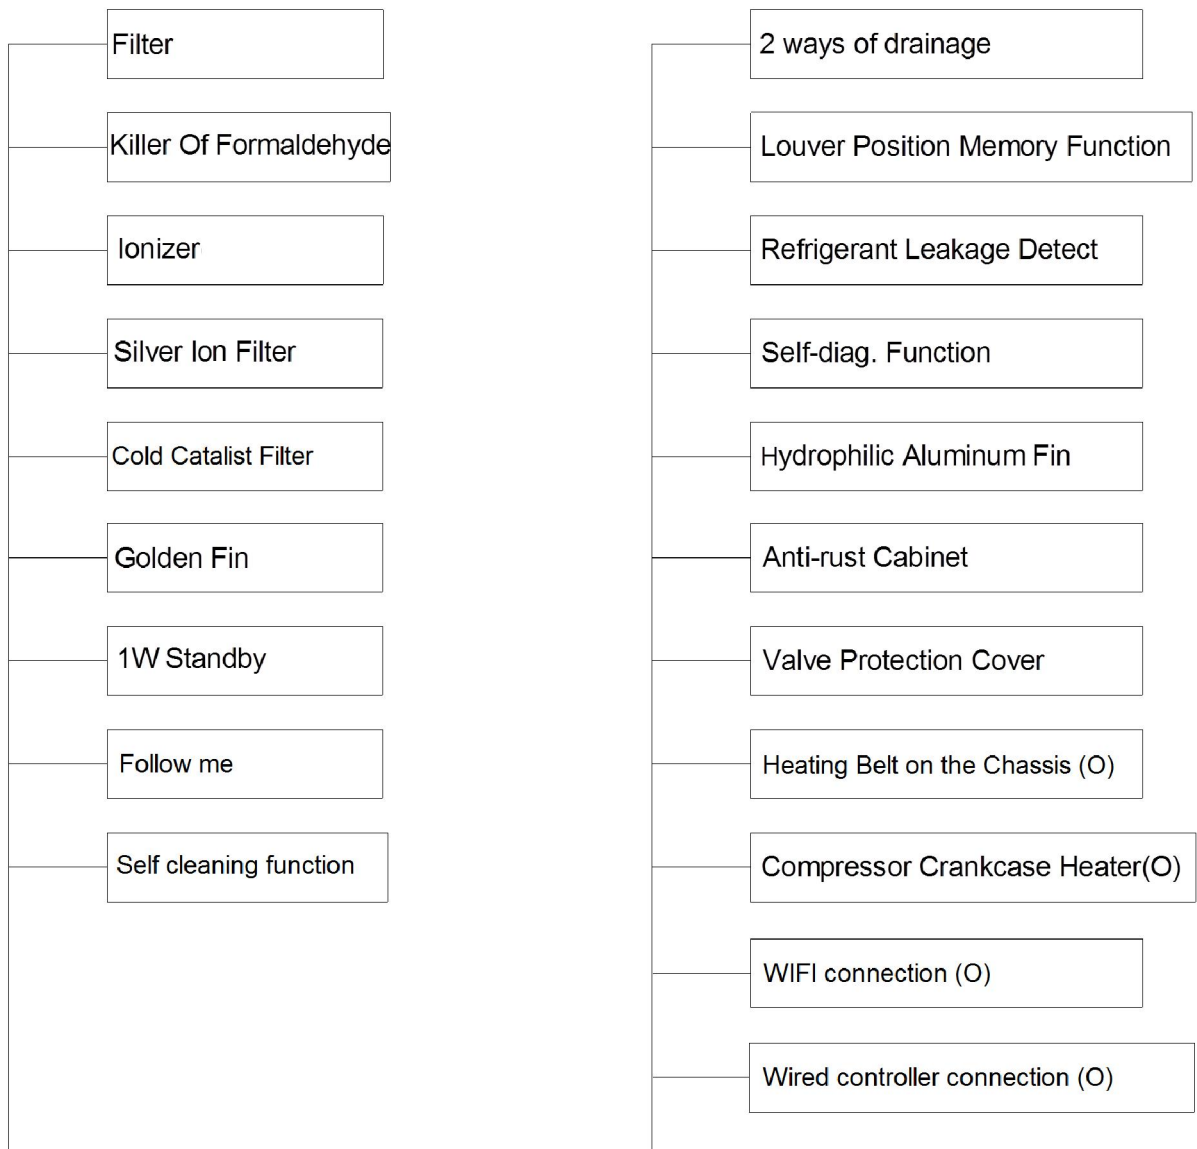 Filter
Killer Of Formaldehyde
Ionizer
Silver Ion Filter
Cold Catalist Filter
Golden Fin
1W Standby
Follow me
Self cleaning function
2 ways of drainage
Louver Position Memory Function
Refrigerant Leakage Detect
Self-diag. Function
Hydrophilic Aluminum Fin
Anti-rust Cabinet
Valve Protection Cover
Heating Belt on the Chassis (O)
Compressor Crankcase Heater(O)
WIFI connection (O)
Wired controller connection (O)